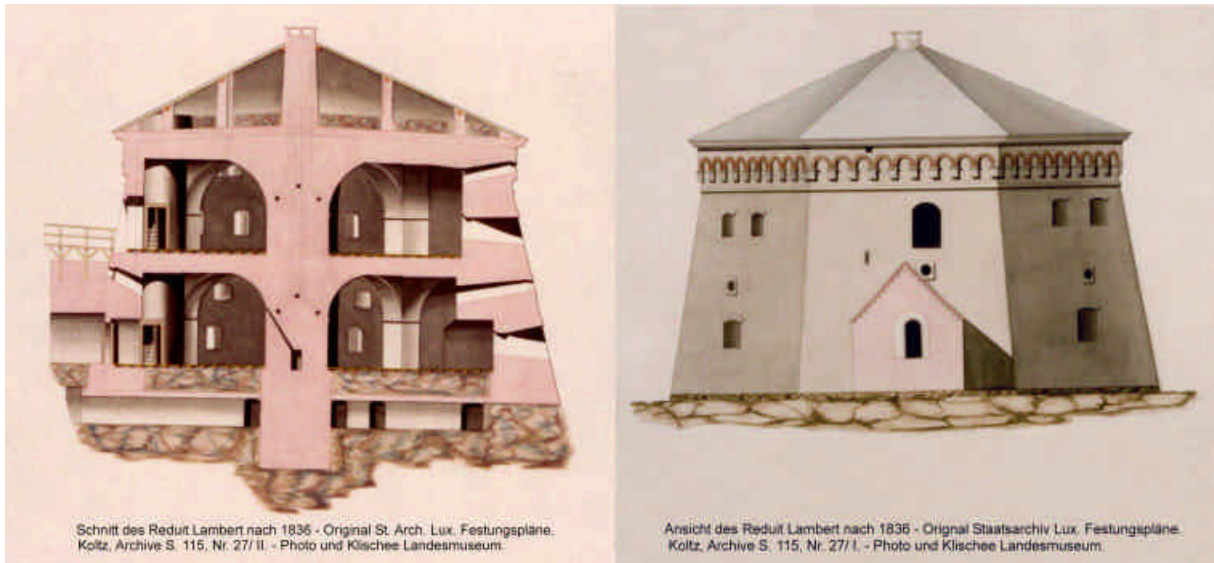 Schnitt des Reduit Lambert nach 1836 - Original St. Arch. Lux. Festungspläne.
Koltz, Archive S. 115, Nr. 27/ II. - Photo und Klischee Landesmuseum.
Ansicht des Reduit Lambert nach 1836 - Orignal Staatsarchiv Lux. Festungspläne.
Koltz, Archive S. 115, Nr. 27/ I. - Photo und Klischee Landesmuseum.